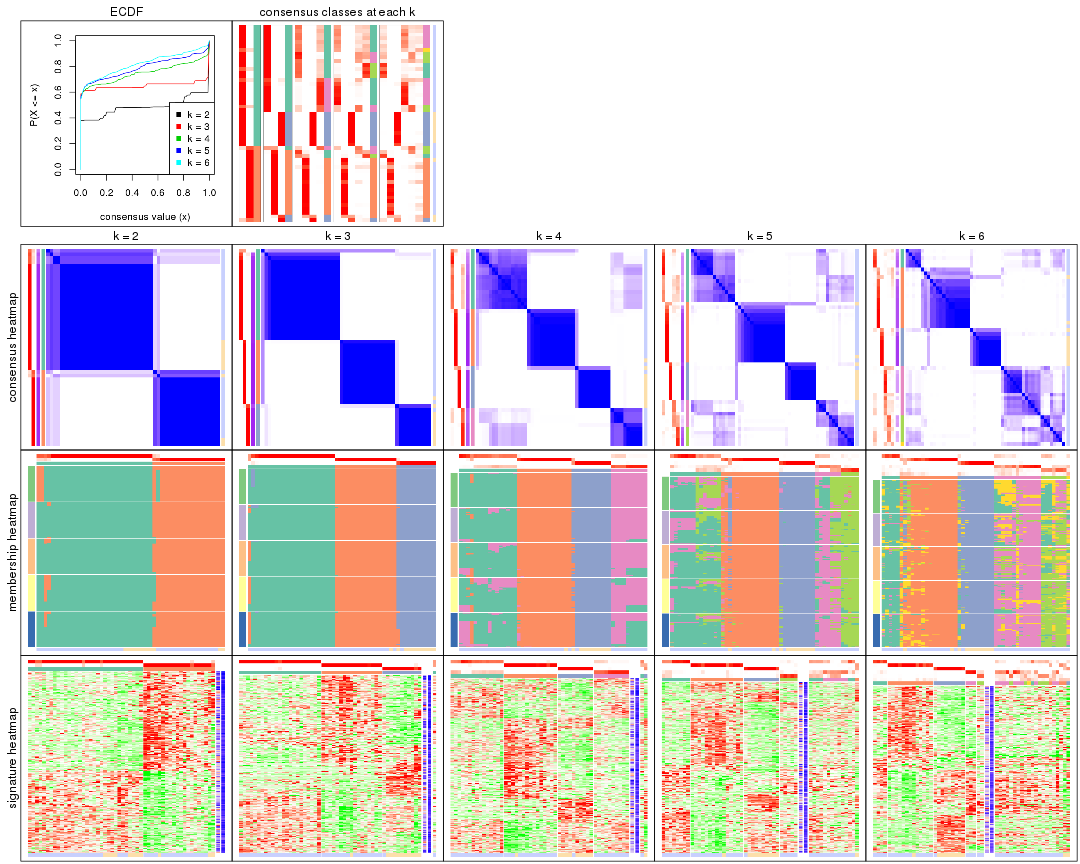 ECDF
consensus classes at each k
P(X <= x)
0.0 0.2 0.4 0.6 0.8 1.0
k = 2
k = 3
k = 4
k = 5
k = 6
0.0 0.2 0.4 0.6 0.8 1.0
consensus value (x)
k = 2
k = 3
k = 4
k = 5
k = 6
consensus heatmap
membership heatmap
signature heatmap